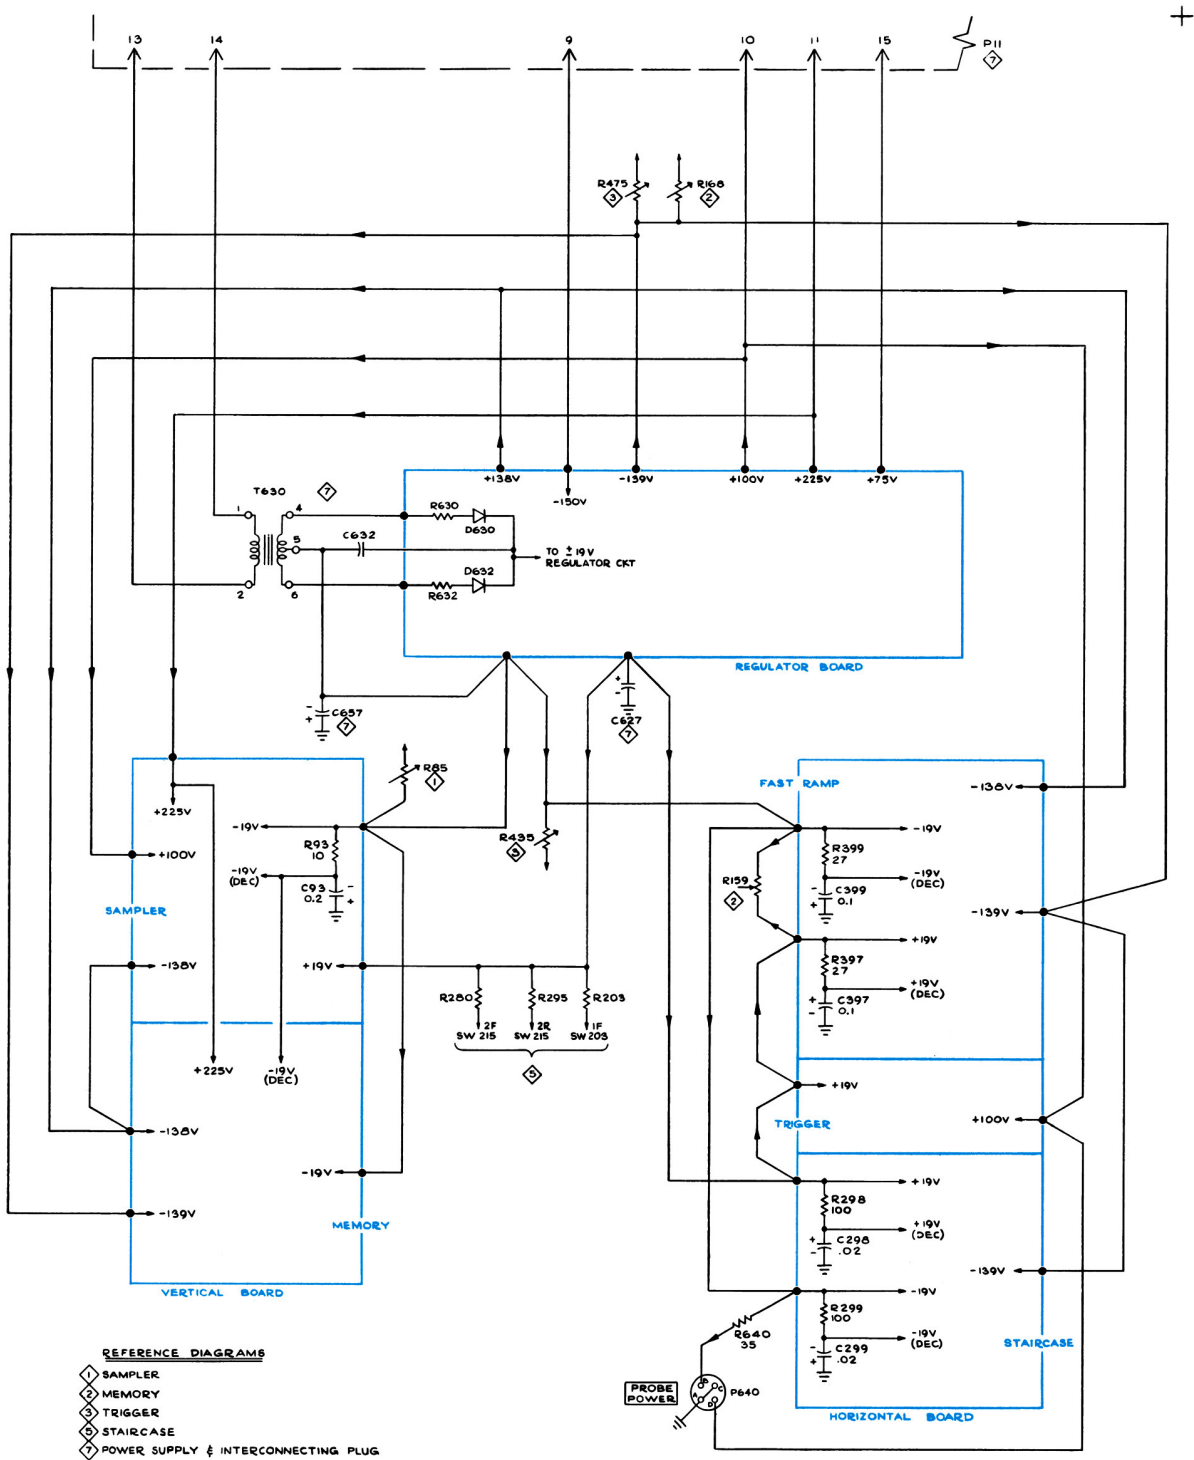 13
14
9
10
11
15
P11
7
R475
3
R168
2
+138V
-150V
-139V
+100V
+225V
+75V
T630
7
1
4
5
2
6
C632
R630
D630
D632
R632
TO ± 19V
REGULATOR CKT
REGULATOR BOARD
- 
+
C657
7
+
-
C627
7
R85
1
+225V
-19V
R93
10
+100V
-19V
(DEC)
C93
0.2
-
+
SAMPLER
-138V
+19V
R435
3
R280
R295
R203
2F
SW 215
2R
SW 215
1F
SW 203
5
+225V
-19V
(DEC)
-138V
-19V
-139V
MEMORY
VERTICAL BOARD
FAST RAMP
-138V
-19V
R399
27
-19V
(DEC)
-
+
C399
0.1
R159
2
-139V
+19V
R397
27
+19V
(DEC)
+
-
C397
0.1
+19V
TRIGGER
+100V
+19V
R298
100
+19V
(DEC)
+
-
C298
.02
-139V
-19V
R299
100
-19V
(DEC)
-
+
C299
.02
STAIRCASE
HORIZONTAL BOARD
R640
35
PROBE
POWER
B
C
A
D
P640
REFERENCE DIAGRAMS
1 SAMPLER
2 MEMORY
3 TRIGGER
5 STAIRCASE
7 POWER SUPPLY & INTERCONNECTING PLUG